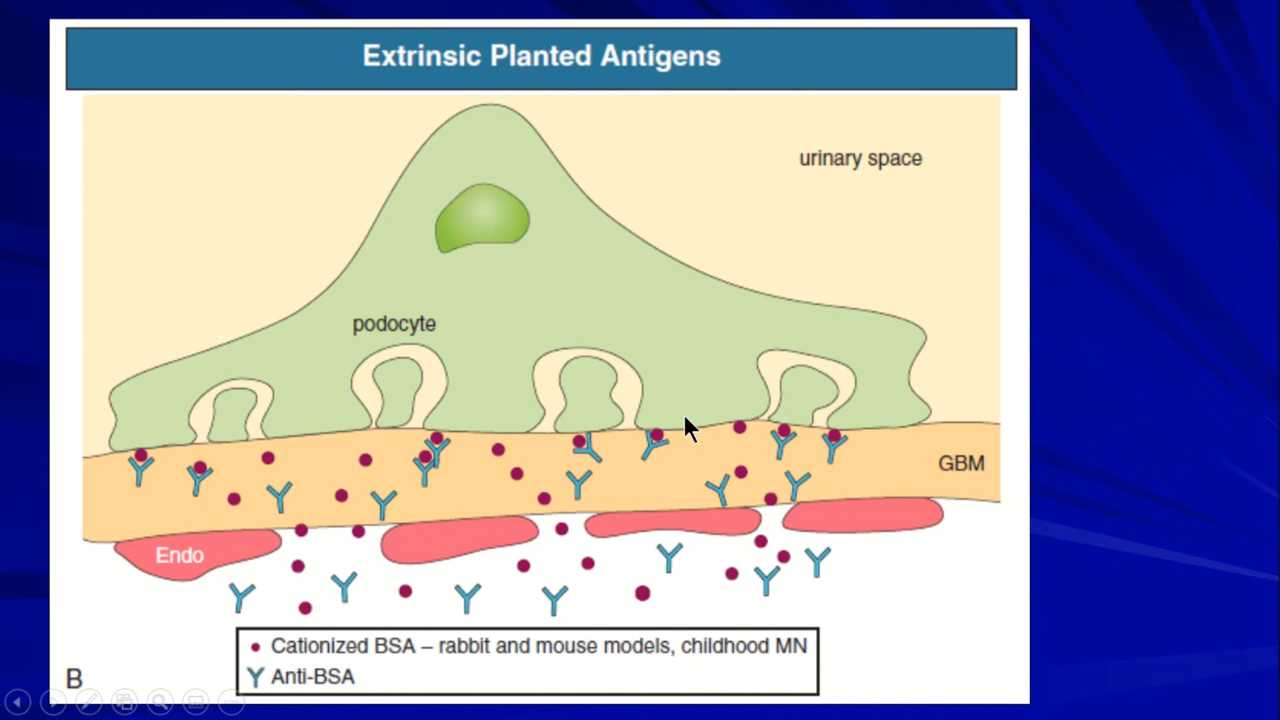 Extrinsic Planted Antigens
urinary space
podocyte
GBM
Endo
Cationized BSA – rabbit and mouse models, childhood MN
Anti-BSA
B